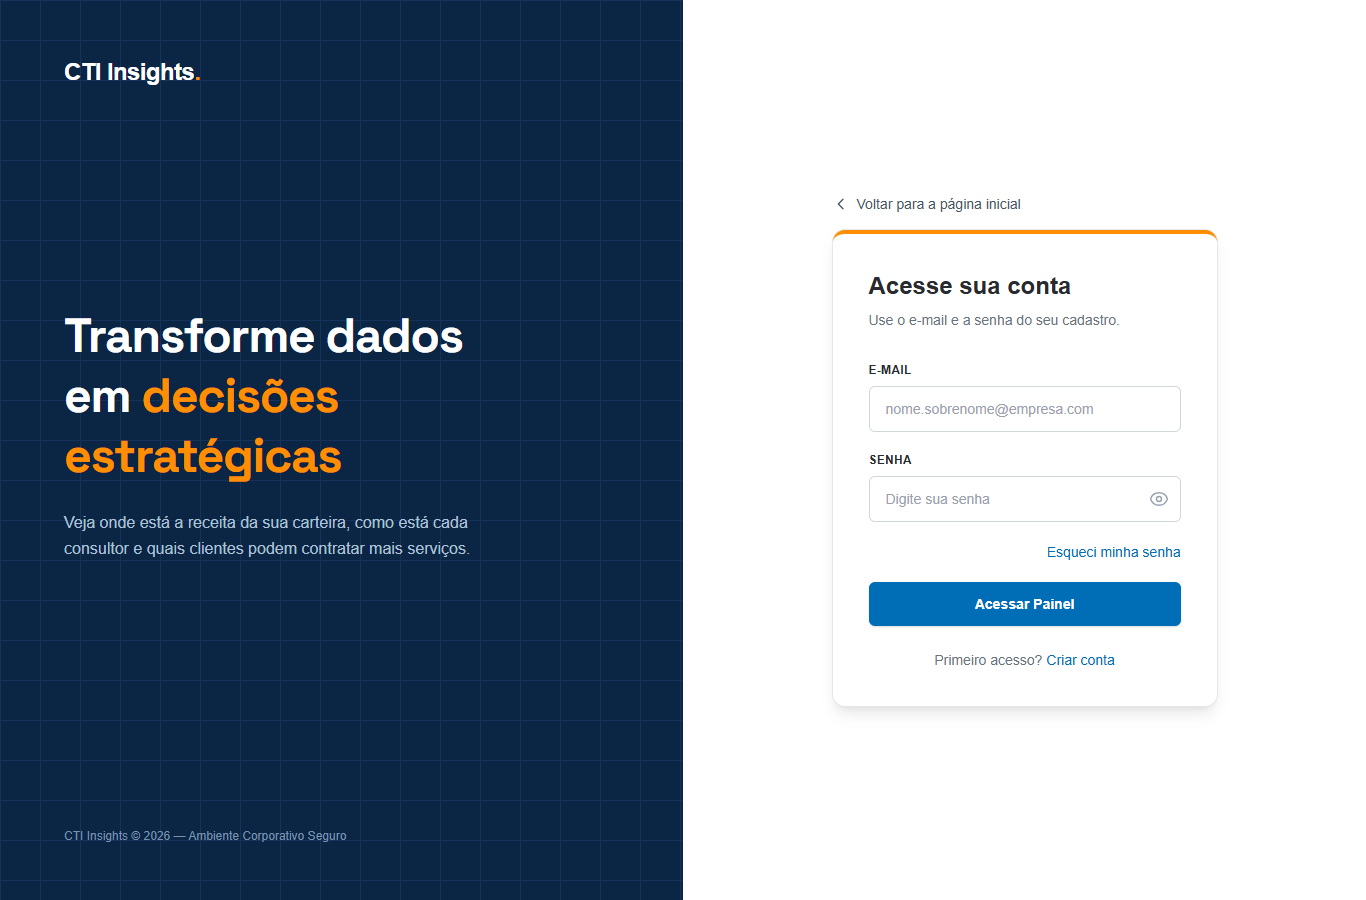 CTI Insights.
Transforme dados
em decisões
estratégicas
Veja onde está a receita da sua carteira, como está cada
consultor e quais clientes podem contratar mais serviços.
CTI Insights © 2026 — Ambiente Corporativo Seguro
Voltar para a página inicial
Acesse sua conta
Use o e-mail e a senha do seu cadastro.
E-MAIL
nome.sobrenome@empresa.com
SENHA
Digite sua senha
Esqueci minha senha
Acessar Painel
Primeiro acesso? Criar conta